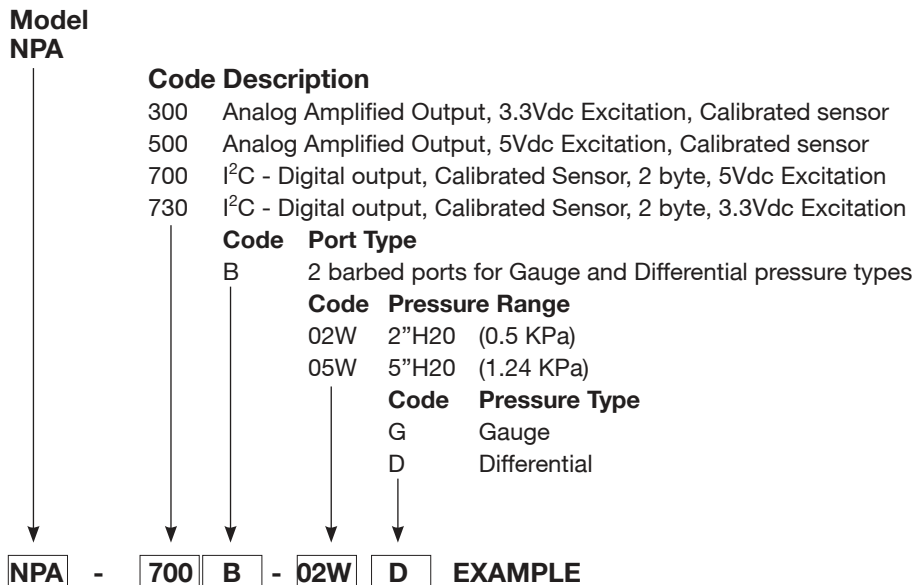 Model
NPA
Code Description
300 Analog Amplified Output, 3.3Vdc Excitation, Calibrated sensor
500 Analog Amplified Output, 5Vdc Excitation, Calibrated sensor
700 I²C - Digital output, Calibrated Sensor, 2 byte, 5Vdc Excitation
730 I²C - Digital output, Calibrated Sensor, 2 byte, 3.3Vdc Excitation
Code Port Type
B 2 barbed ports for Gauge and Differential pressure types
Code Pressure Range
02W 2”H20 (0.5 KPa)
05W 5”H20 (1.24 KPa)
Code Pressure Type
G Gauge
D Differential
NPA - 700 B - 02W D EXAMPLE